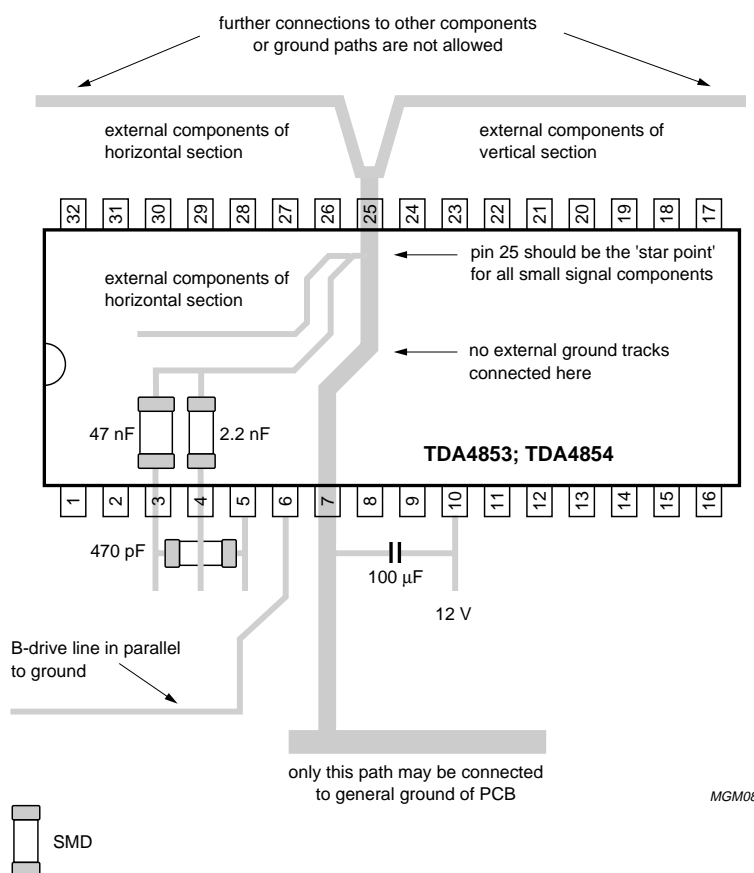 further connections to other components
or ground paths are not allowed
external components of
horizontal section
external components of
vertical section
32 31 30 29 28 27 26 25 24 23 22 21 20 19 18 17
pin 25 should be the 'star point'
for all small signal components
external components of
horizontal section
no external ground tracks
connected here
47 nF
2.2 nF
TDA4853; TDA4854
1 2 3 4 5 6 7 8 9 10 11 12 13 14 15 16
470 pF
100 μF
12 V
B-drive line in parallel
to ground
only this path may be connected
to general ground of PCB
MGM08
SMD